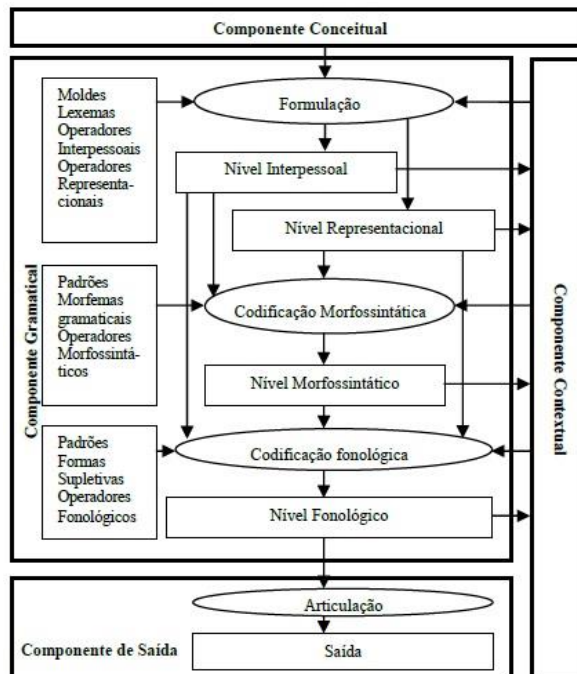 Componente Conceitual
Moldes
Lexemas
Operadores
Interpessoais
Operadores
Representa-
cionais
Formulação
Nível Interpessoal
Nível Representacional
Componente Gramatical
Padrões
Morfemas
gramaticais
Operadores
Morfossintá-
ticos
Codificação Morfossintática
Nível Morfossintático
Componente Contextual
Padrões
Formas
Supletivas
Operadores
Fonológicos
Codificação fonológica
Nível Fonológico
Articulação
Componente de Saída
Saída